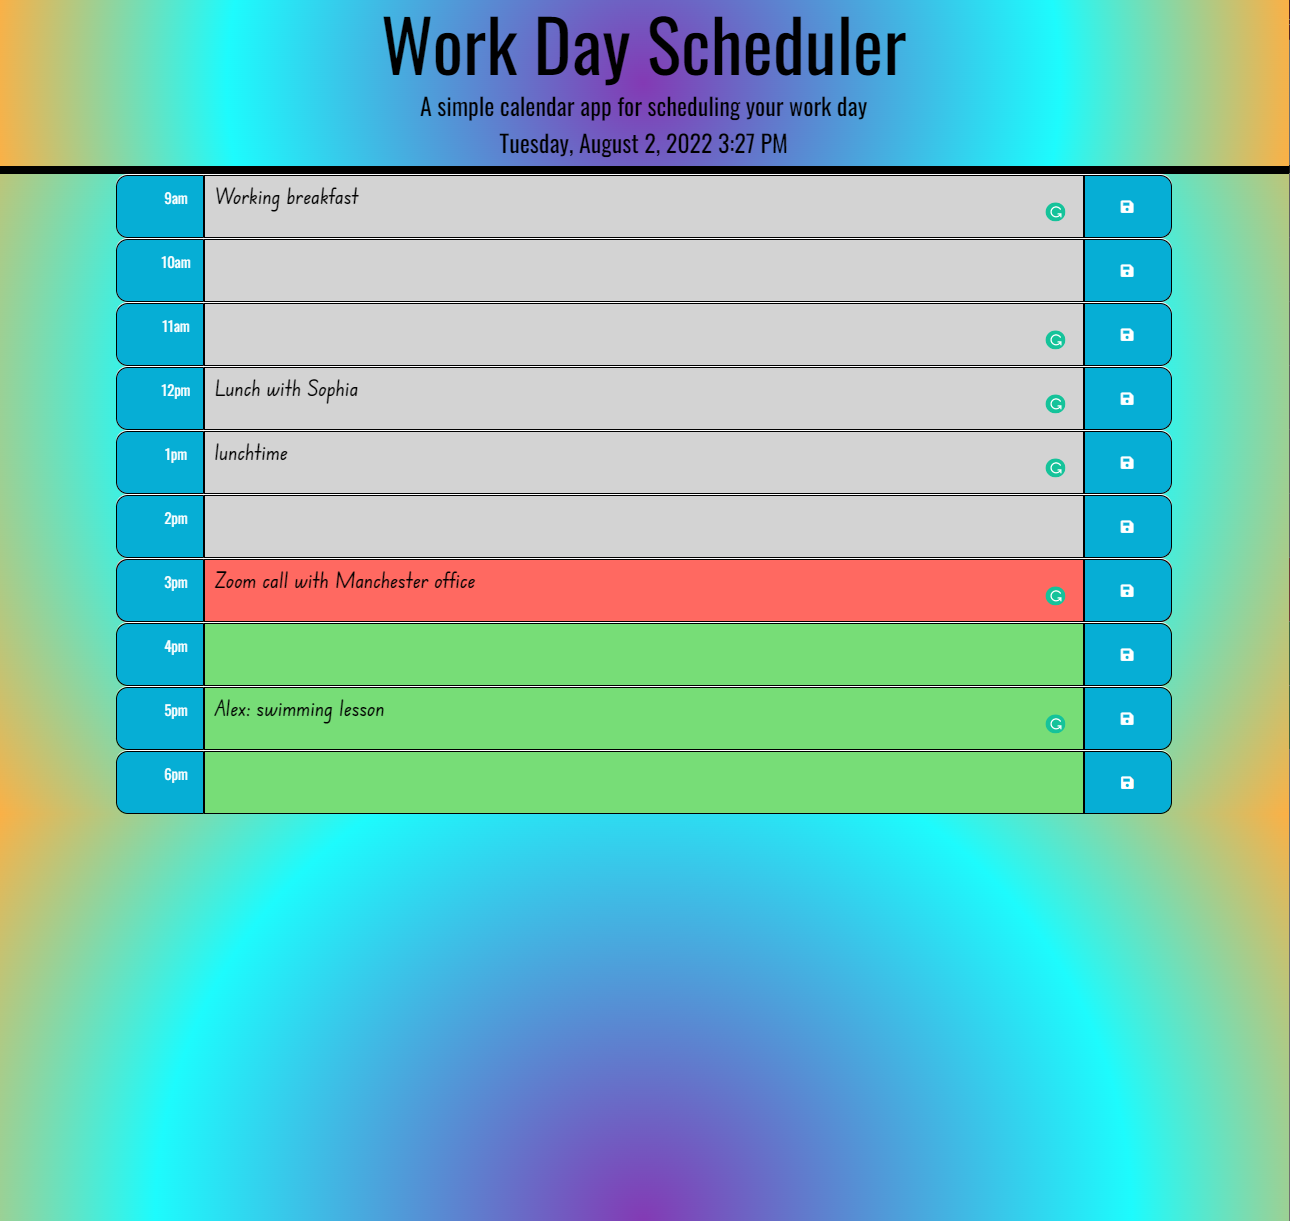 Work Day Scheduler
A simple calendar app for scheduling your work day
Tuesday, August 2, 2022 3:27 PM
9am Working breakfast
10am
11am
12pm Lunch with Sophia
1pm lunchtime
2pm
3pm Zoom call with Manchester office
4pm
5pm Alex: swimming lesson
6pm